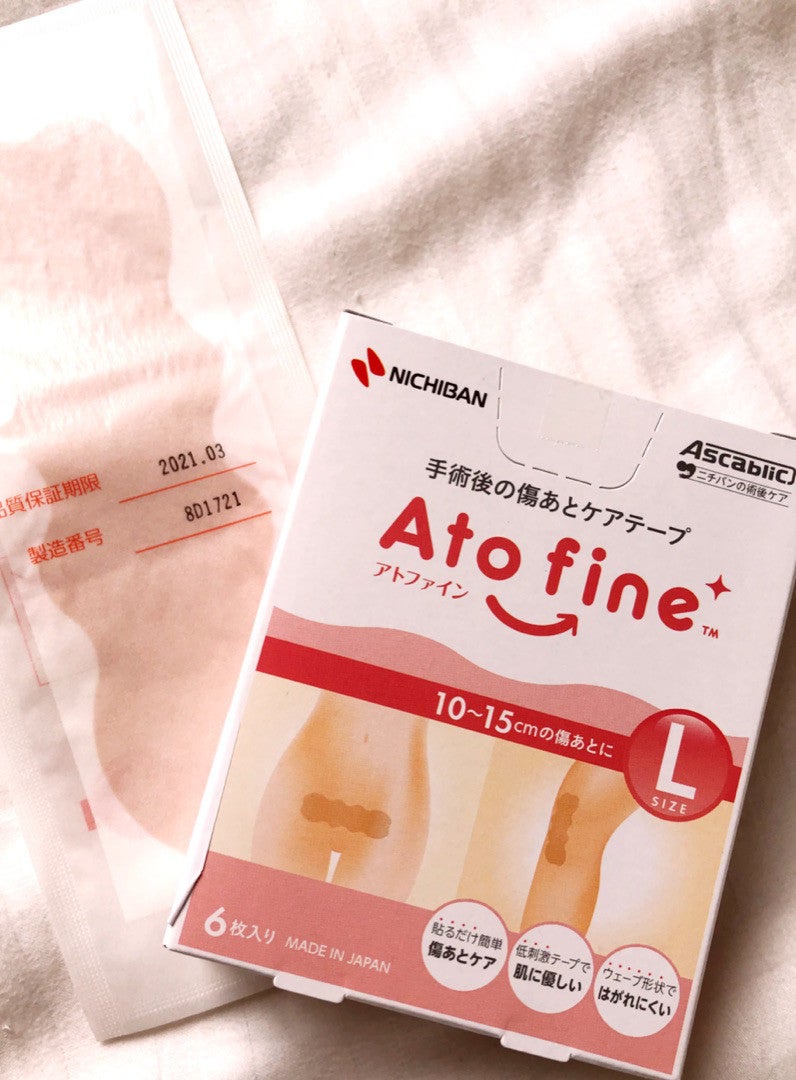 品質保証期限 2021.03
製造番号 8D1721
NICHIBAN
Ascablic
ニチバンの術後ケア
手術後の傷あとケアテープ
Ato fine™
アトファイン
10~15cmの傷あとに
L
SIZE
6枚入り MADE IN JAPAN
貼るだけ簡単
傷あとケア
低刺激テープで
肌に優しい
ウェーブ形状で
はがれにくい